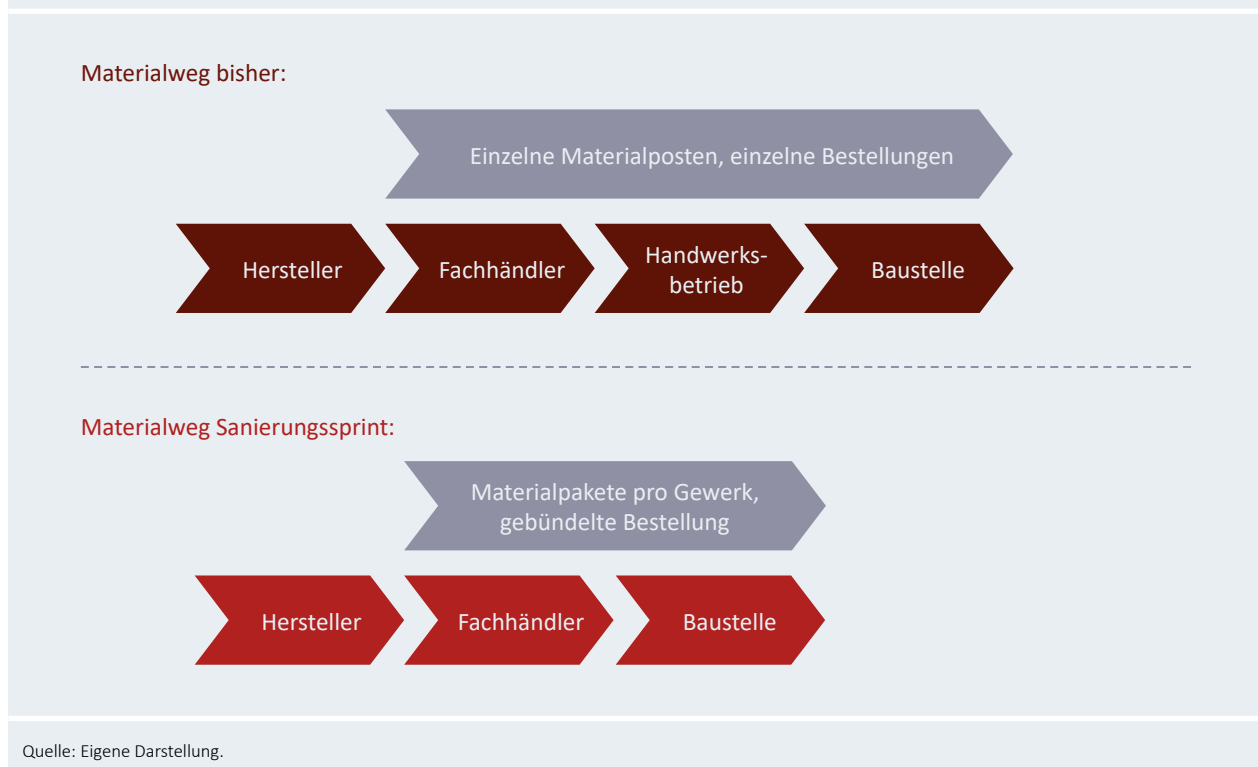 Materialweg bisher:
Einzelne Materialposten, einzelne Bestellungen
Hersteller
Fachhändler
Handwerks-
betrieb
Baustelle
Materialweg Sanierungssprint:
Materialpakete pro Gewerk,
gebündelte Bestellung
Hersteller
Fachhändler
Baustelle
Quelle: Eigene Darstellung.